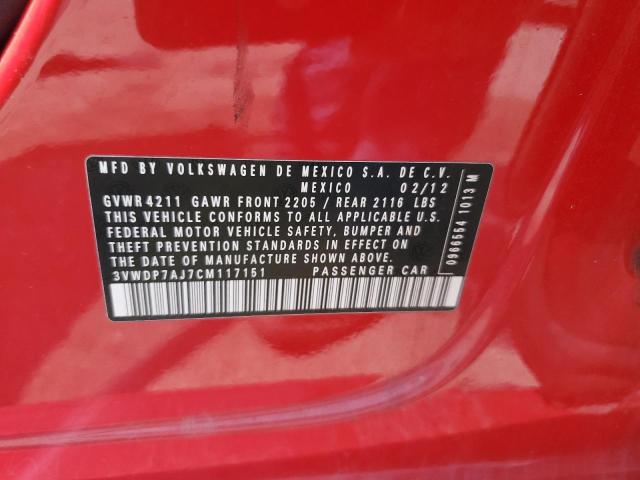 MFD BY VOLKSWAGEN DE MEXICO S.A. DE C.V.
MEXICO 02/12
GVWR 4211 GAWR FRONT 2205 / REAR 2116 LBS
THIS VEHICLE CONFORMS TO ALL APPLICABLE U.S.
FEDERAL MOTOR VEHICLE SAFETY, BUMPER AND
THEFT PREVENTION STANDARDS IN EFFECT ON
THE DATE OF MANUFACTURE SHOWN ABOVE.
3VWDP7AJ7CM117151 PASSENGER CAR
0966554 1013 M